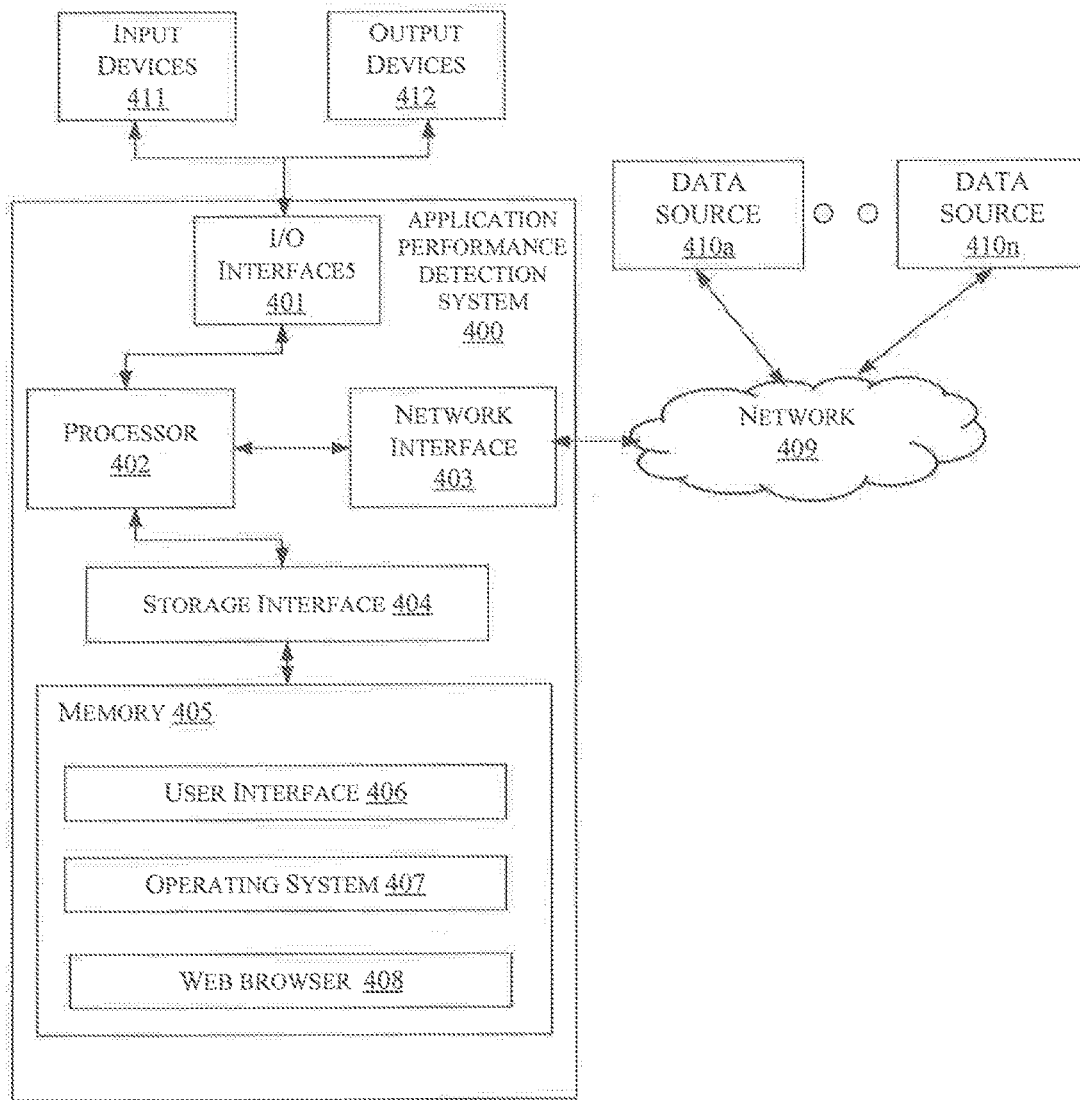 INPUT
DEVICES
411
OUTPUT
DEVICES
412
DATA
SOURCE
410a
DATA
SOURCE
410n
I/O
INTERFACES
401
APPLICATION
PERFORMANCE
DETECTION
SYSTEM
400
PROCESSOR
402
NETWORK
INTERFACE
403
NETWORK
409
STORAGE INTERFACE 404
MEMORY 405
USER INTERFACE 406
OPERATING SYSTEM 407
WEB BROWSER 408